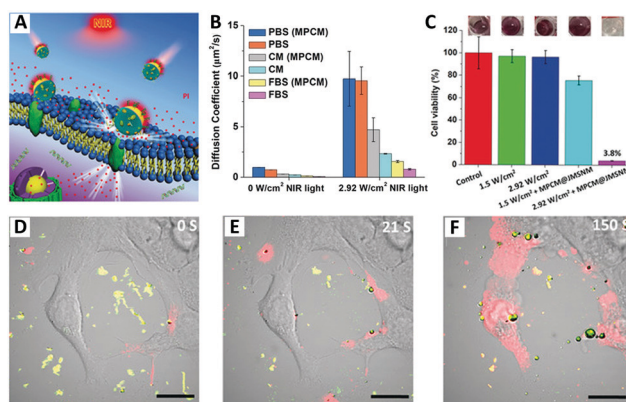 A
NIR
PI
B
Diffusion Coefficient (μm²/s)
15
10
5
0
PBS (MPCM)
PBS
CM (MPCM)
CM
FBS (MPCM)
FBS
0 W/cm² NIR light
2.92 W/cm² NIR light
C
Cell viability (%)
120
100
80
60
40
20
0
3.8%
Control
1.5 W/cm²
2.92 W/cm²
1.5 W/cm² + MPCM@JMSNM
2.92 W/cm² + MPCM@JMSNM
D
0 S
E
21 S
F
150 S